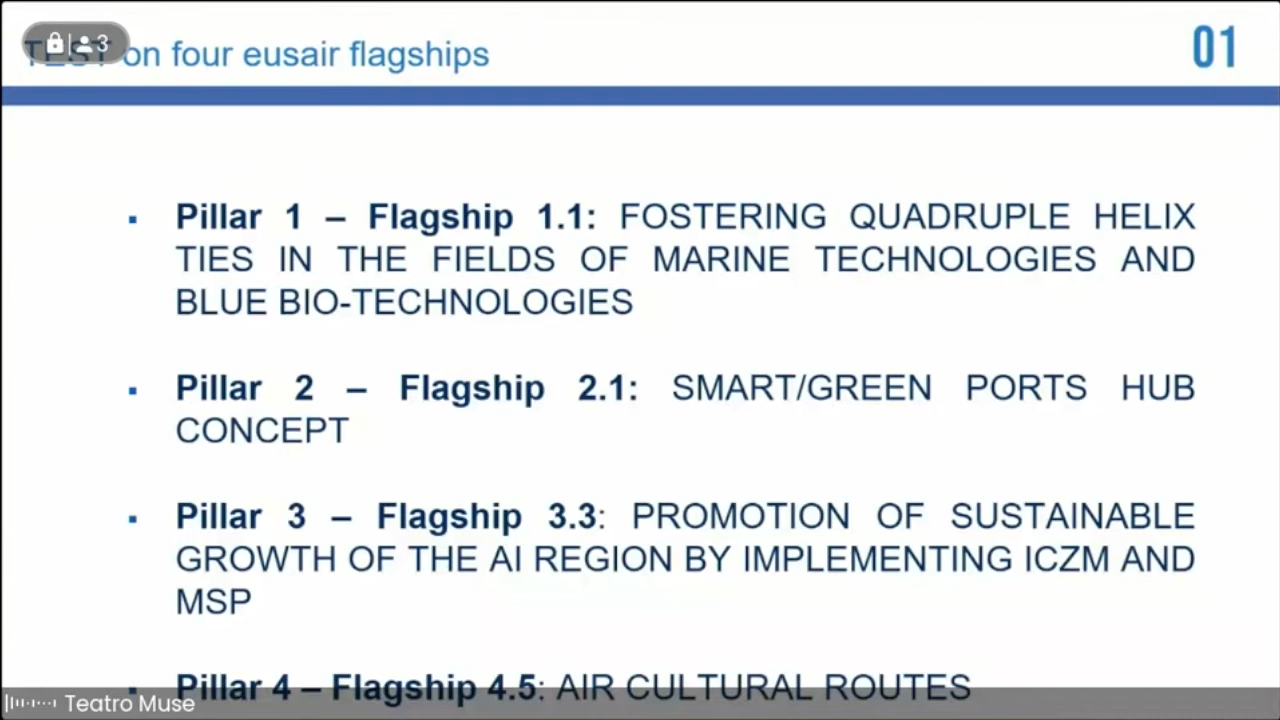 3
TEST on four eusair flagships
01
▪ Pillar 1 – Flagship 1.1: FOSTERING QUADRUPLE HELIX
TIES IN THE FIELDS OF MARINE TECHNOLOGIES AND
BLUE BIO-TECHNOLOGIES
▪ Pillar 2 – Flagship 2.1: SMART/GREEN PORTS HUB
CONCEPT
▪ Pillar 3 – Flagship 3.3: PROMOTION OF SUSTAINABLE
GROWTH OF THE AI REGION BY IMPLEMENTING ICZM AND
MSP
▪ Pillar 4 – Flagship 4.5: AIR CULTURAL ROUTES
Teatro Muse